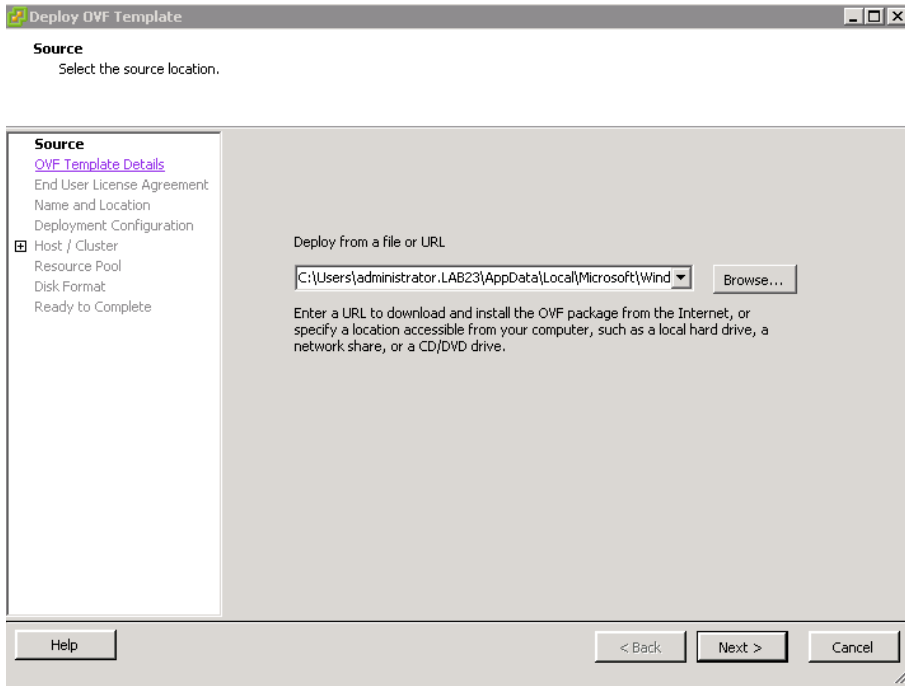 Deploy OVF Template
Source
Select the source location.
Source
OVF Template Details
End User License Agreement
Name and Location
Deployment Configuration
Host / Cluster
Resource Pool
Disk Format
Ready to Complete
Deploy from a file or URL
C:\Users\administrator.LAB23\AppData\Local\Microsoft\Wind
Browse...
Enter a URL to download and install the OVF package from the Internet, or
specify a location accessible from your computer, such as a local hard drive, a
network share, or a CD/DVD drive.
Help
< Back
Next >
Cancel